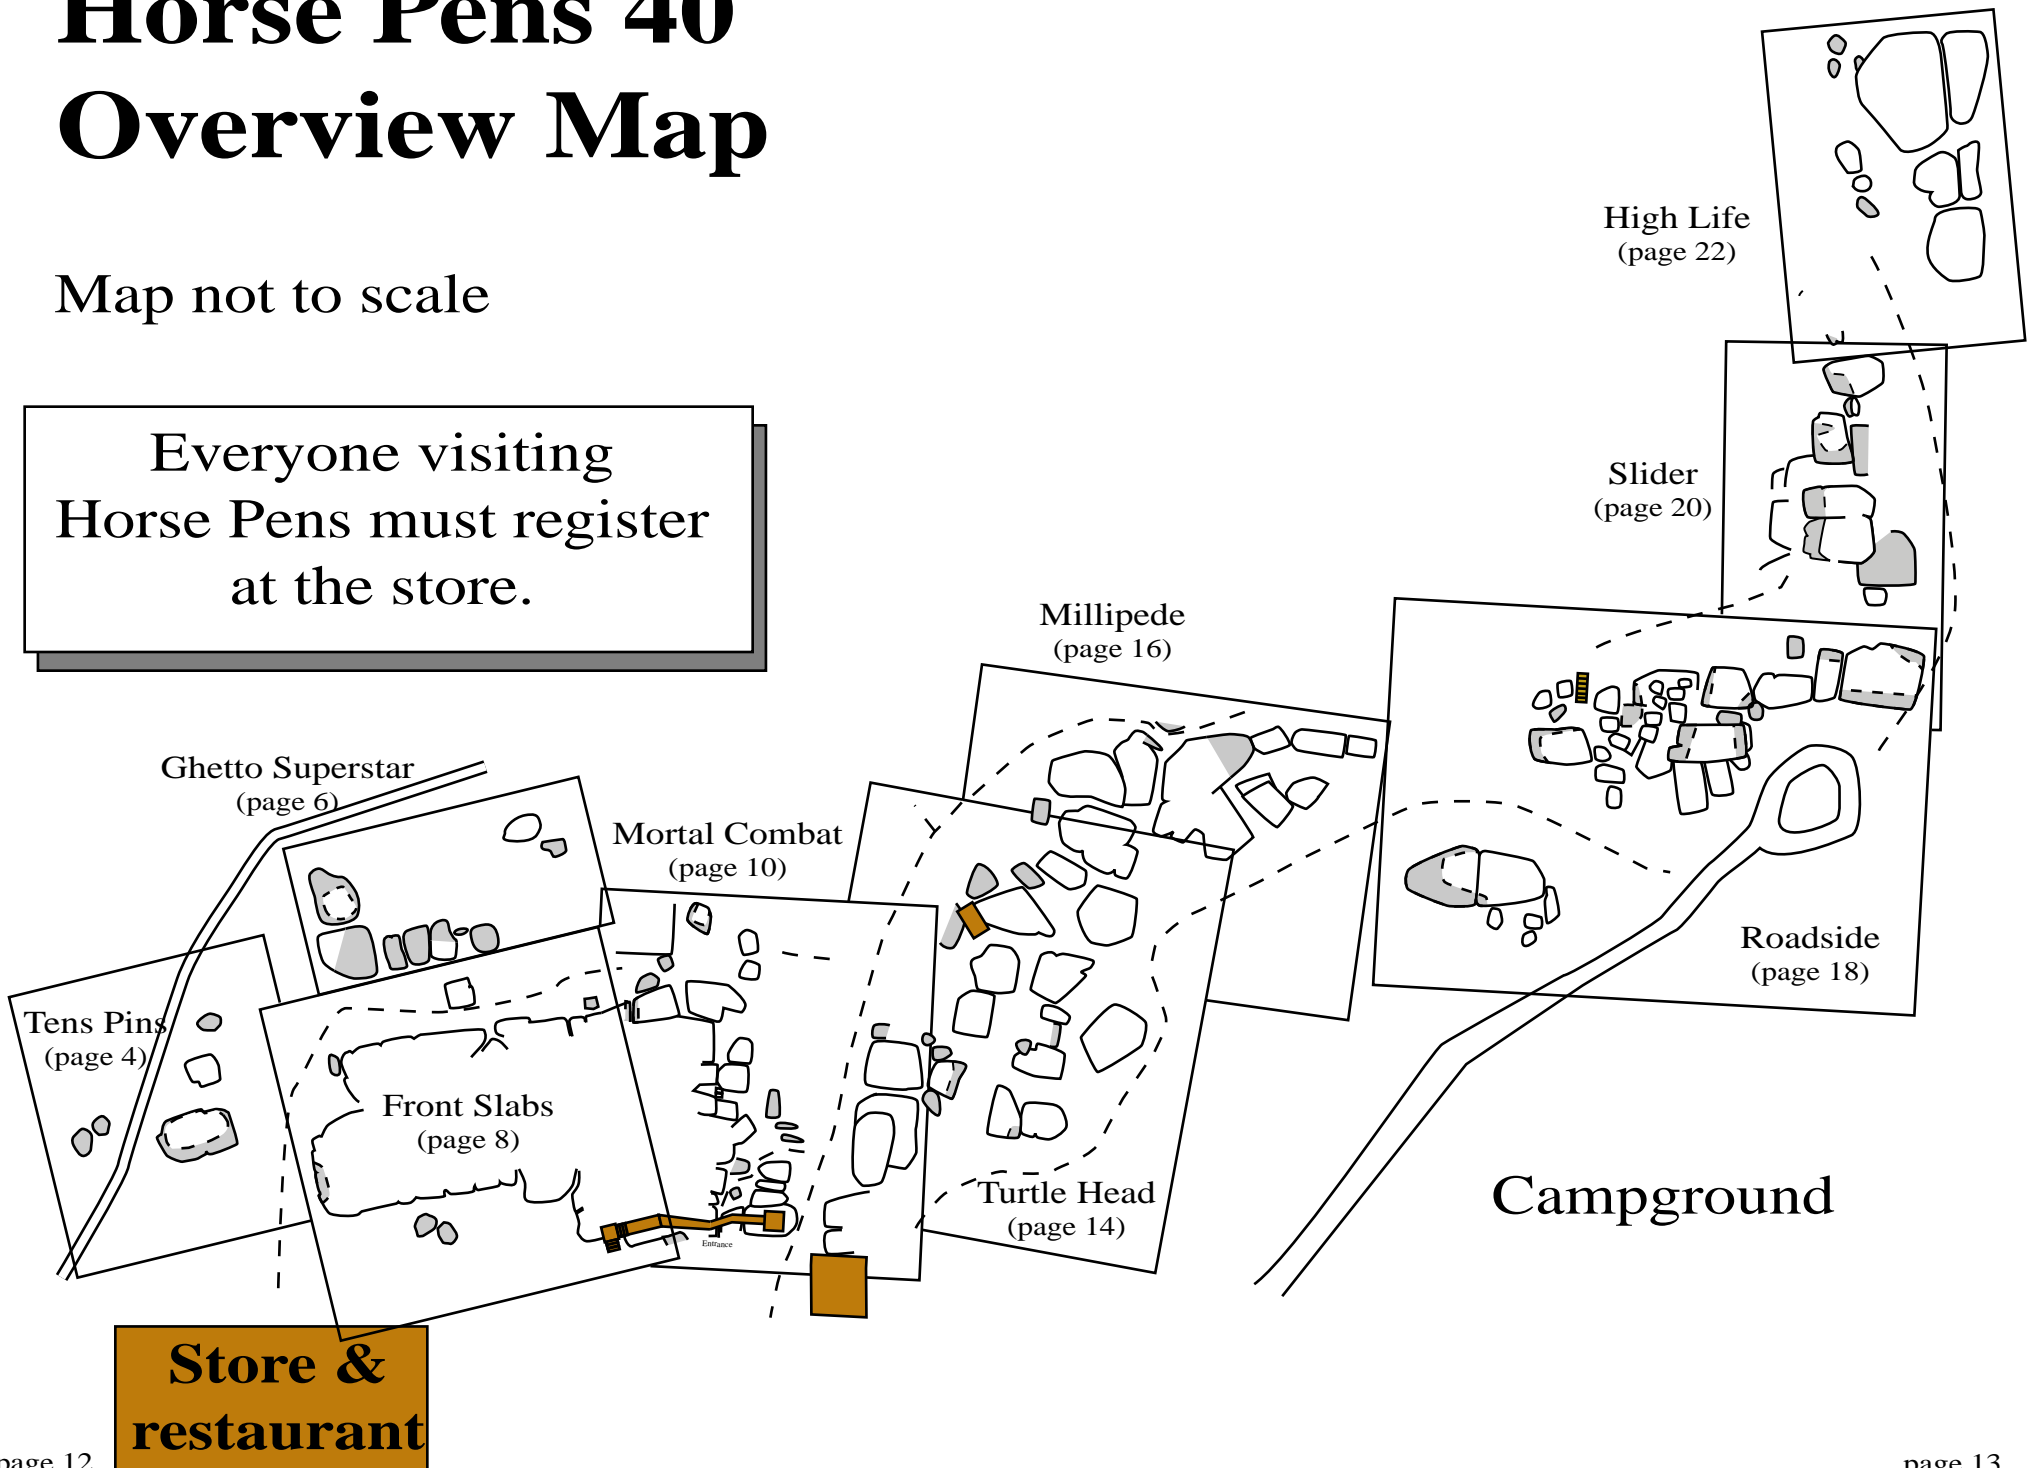 Horse Pens 40
Overview Map
Map not to scale
Everyone visiting
Horse Pens must register
at the store.
High Life
(page 22)
Slider
(page 20)
Millipede
(page 16)
Ghetto Superstar
(page 6)
Mortal Combat
(page 10)
Roadside
(page 18)
Tens Pins
(page 4)
Front Slabs
(page 8)
Turtle Head
(page 14)
Campground
Entrance
Store &
restaurant
page 12
page 13